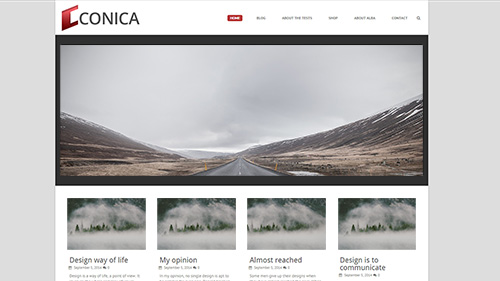 CONICA
HOME BLOG ABOUT THE TESTS SHOP ABOUT ALBA CONTACT
Design way of life
September 5, 2014 0
Design is a way of life, a point of view. It
My opinion
September 5, 2014 0
In my opinion, no single design is apt to
Almost reached
September 5, 2014 0
Some men give up their designs when
Design is to
communicate
September 5, 2014 0